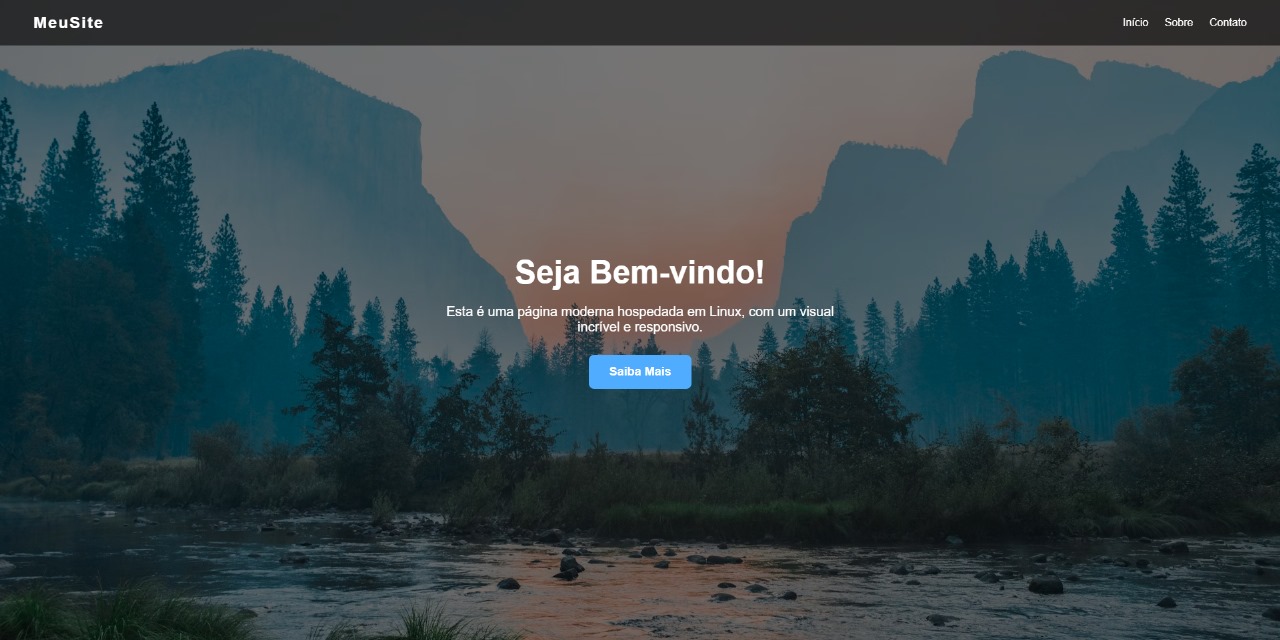 MeuSite
Início Sobre Contato
Seja Bem-vindo!
Esta é uma página moderna hospedada em Linux, com um visual
incrível e responsivo.
Saiba Mais